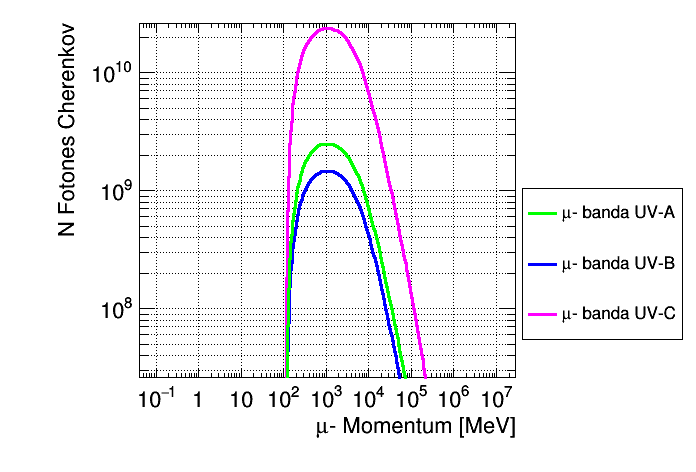 N Fotones Cherenkov
10¹⁰
10⁹
10⁸
10⁻¹ 1 10 10² 10³ 10⁴ 10⁵ 10⁶ 10⁷
μ- Momentum [MeV]
μ- banda UV-A
μ- banda UV-B
μ- banda UV-C